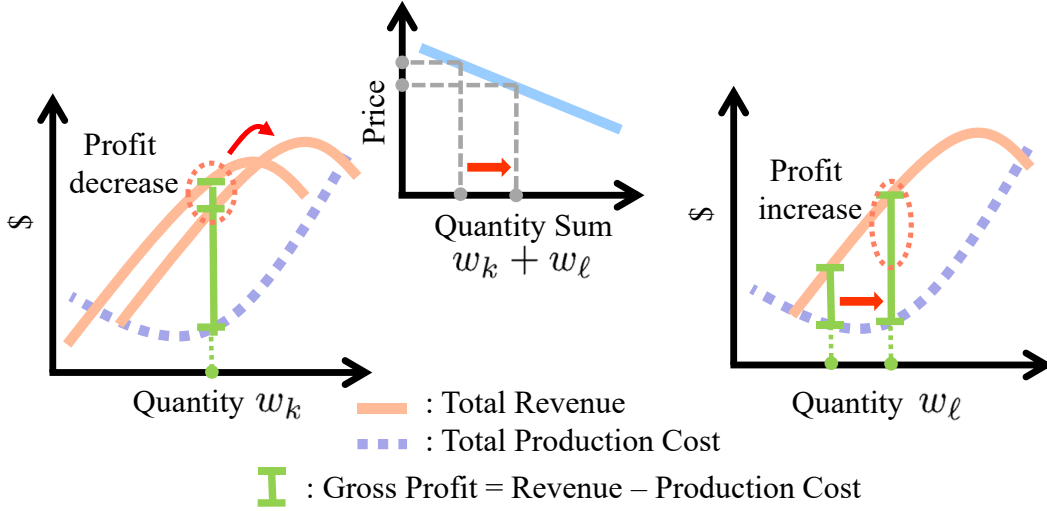 Profit
decrease
$
Quantity w_k
Price
Quantity Sum
w_k + w_ℓ
Profit
increase
$
Quantity w_ℓ
: Total Revenue
: Total Production Cost
: Gross Profit = Revenue – Production Cost